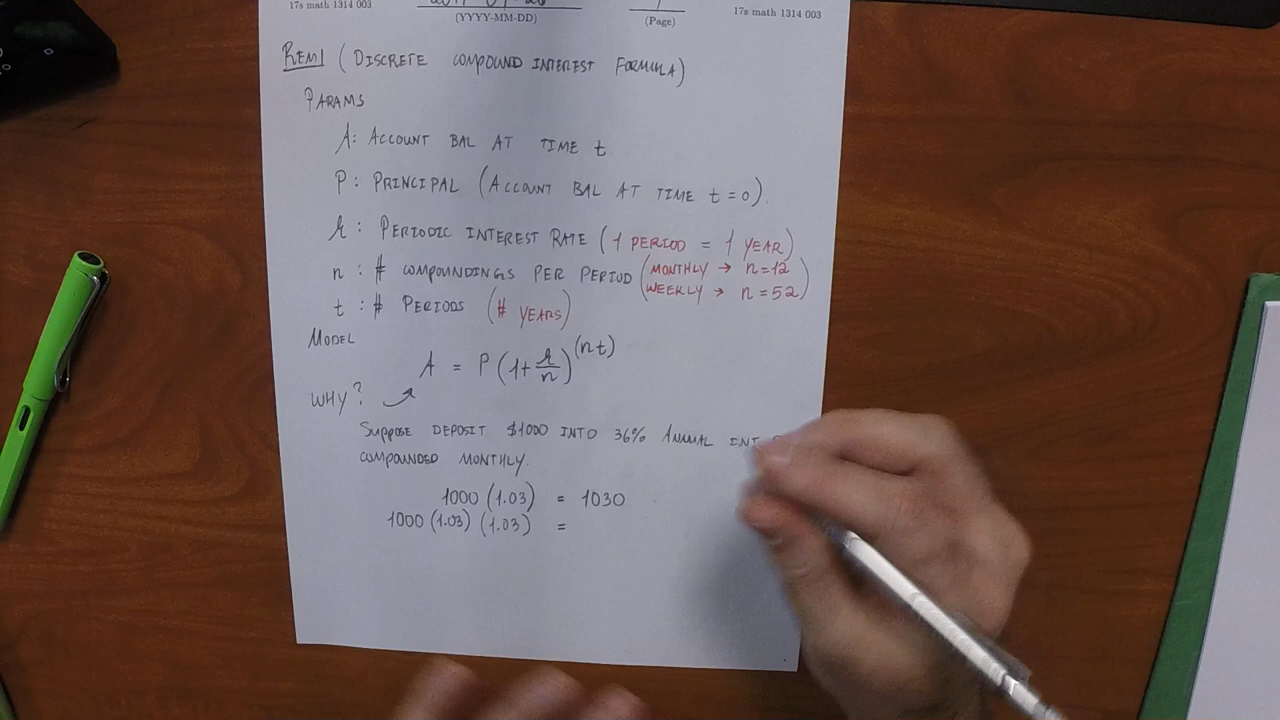 17s math 1314 003
(YYYY-MM-DD)
(Page)
17s math 1314 003
REM1 (DISCRETE COMPOUND INTEREST FORMULA)
PARAMS
A: ACCOUNT BAL AT TIME t.
P: PRINCIPAL (ACCOUNT BAL AT TIME t = 0).
r: PERIODIC INTEREST RATE (1 PERIOD = 1 YEAR)
n: # COMPOUNDINGS PER PERIOD (MONTHLY → n=12
WEEKLY → n=52)
t: # PERIODS (# YEARS)
MODEL
A = P(1+r/n)^(nt)
WHY?
SUPPOSE DEPOSIT $1000 INTO 36% ANNUAL INT
COMPOUNDED MONTHLY.
1000 (1.03) = 1030
1000 (1.03) (1.03) =